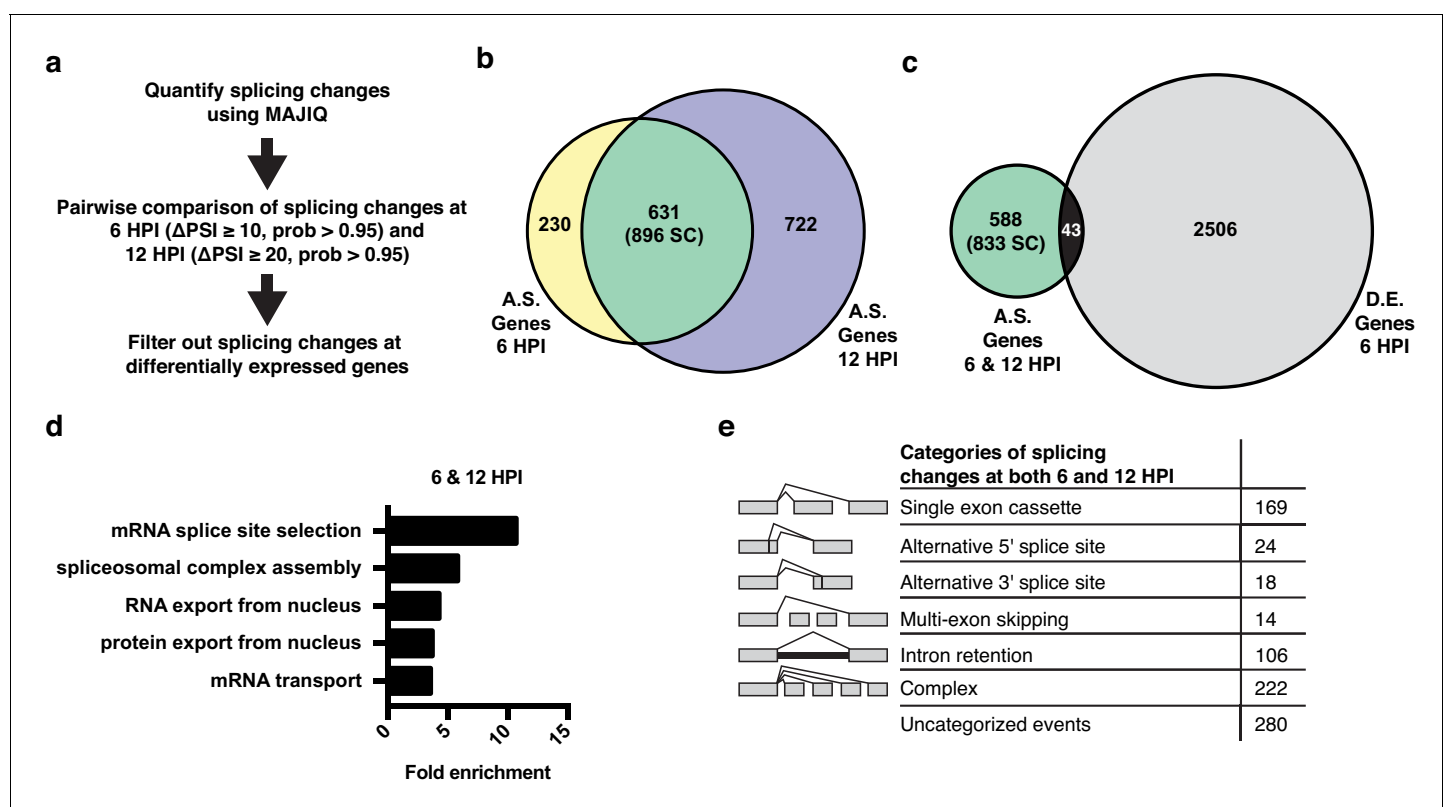 a
Quantify splicing changes
using MAJIQ
Pairwise comparison of splicing changes at
6 HPI (ΔPSI ≥ 10, prob > 0.95) and
12 HPI (ΔPSI ≥ 20, prob > 0.95)
Filter out splicing changes at
differentially expressed genes
b
230
631
(896 SC)
722
A.S.
Genes
6 HPI
A.S.
Genes
12 HPI
c
588
(833 SC)
43
2506
A.S.
Genes
6 & 12 HPI
D.E.
Genes
6 HPI
d
6 & 12 HPI
mRNA splice site selection
spliceosomal complex assembly
RNA export from nucleus
protein export from nucleus
mRNA transport
0
5
10
15
Fold enrichment
e
Categories of splicing
changes at both 6 and 12 HPI
Single exon cassette 169
Alternative 5' splice site 24
Alternative 3' splice site 18
Multi-exon skipping 14
Intron retention 106
Complex 222
Uncategorized events 280